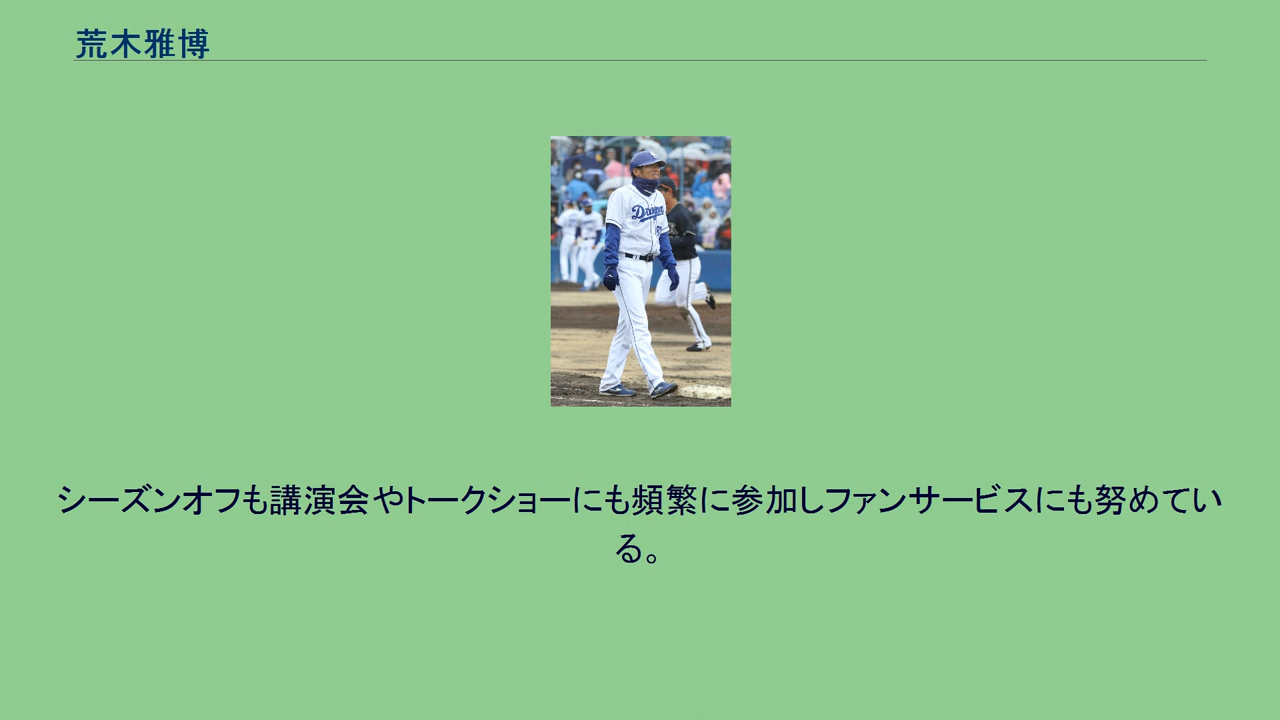 荒木雅博
Dragons
シーズンオフも講演会やトークショーにも頻繁に参加しファンサービスにも努めてい
る。